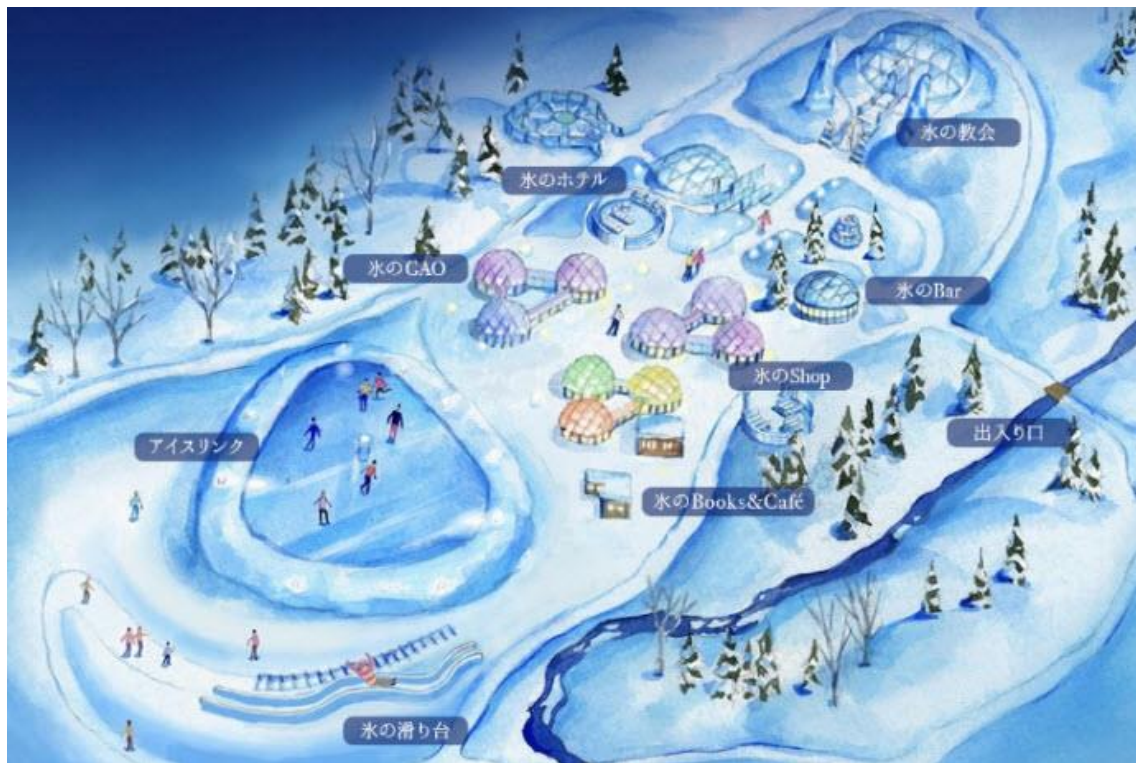 氷の教会
氷のホテル
氷のGAO
氷のBar
氷のShop
アイスリンク
出入り口
氷のBooks&Café
氷の滑り台